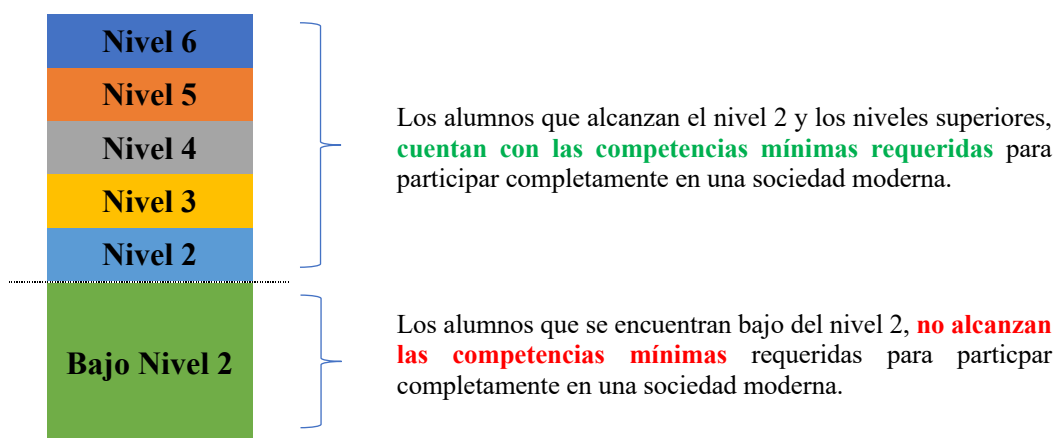 Nivel 6
Nivel 5
Nivel 4
Nivel 3
Nivel 2
Bajo Nivel 2
Los alumnos que alcanzan el nivel 2 y los niveles superiores,
cuentan con las competencias mínimas requeridas para
participar completamente en una sociedad moderna.
Los alumnos que se encuentran bajo del nivel 2, no alcanzan
las competencias mínimas requeridas para particpar
completamente en una sociedad moderna.